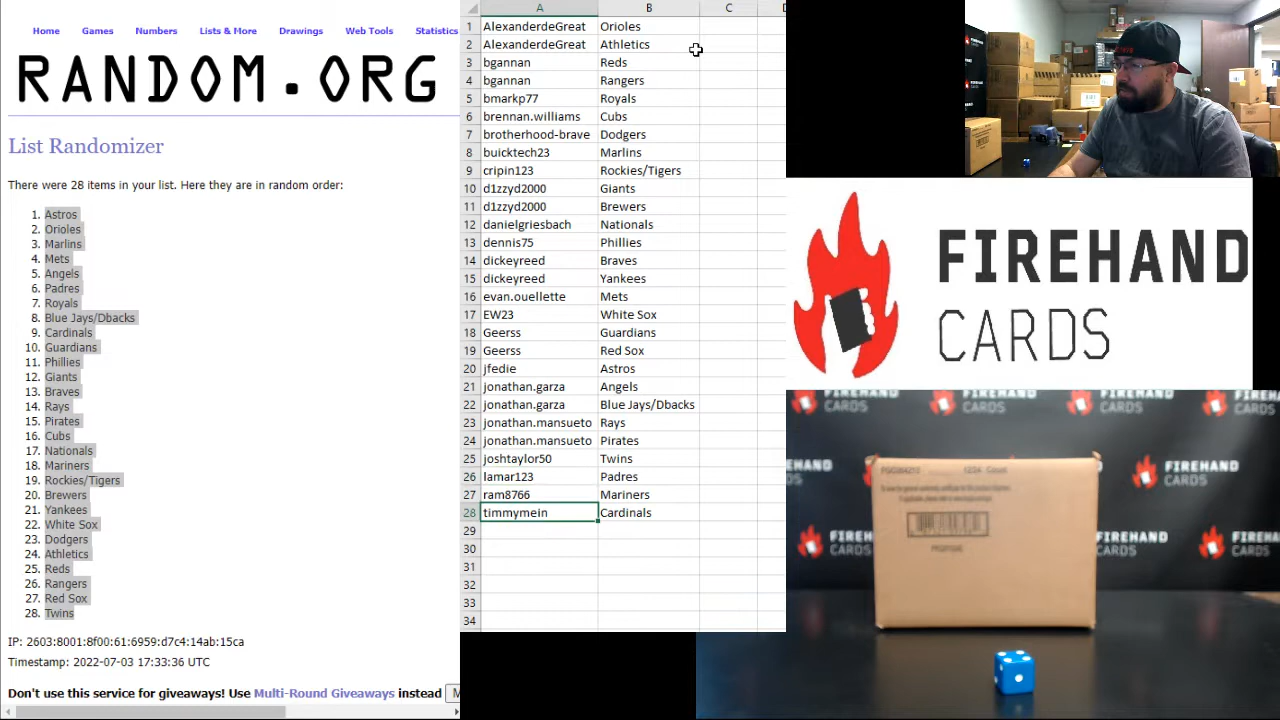 Home Games Numbers Lists & More Drawings Web Tools Statistics
RANDOM.ORG
List Randomizer
There were 28 items in your list. Here they are in random order:
1. Astros
2. Orioles
3. Marlins
4. Mets
5. Angels
6. Padres
7. Royals
8. Blue Jays/Dbacks
9. Cardinals
10. Guardians
11. Phillies
12. Giants
13. Braves
14. Rays
15. Pirates
16. Cubs
17. Nationals
18. Mariners
19. Rockies/Tigers
20. Brewers
21. Yankees
22. White Sox
23. Dodgers
24. Athletics
25. Reds
26. Rangers
27. Red Sox
28. Twins
IP: 2603:8001:8f00:61:6959:d7c4:14ab:15ca
Timestamp: 2022-07-03 17:33:36 UTC
Don't use this service for giveaways! Use Multi-Round Giveaways instead
A B C
1 AlexanderdeGreat Orioles
2 AlexanderdeGreat Athletics
3 bgannan Reds
4 bgannan Rangers
5 bmarkp77 Royals
6 brennan.williams Cubs
7 brotherhood-brave Dodgers
8 buicktech23 Marlins
9 cripin123 Rockies/Tigers
10 d1zzyd2000 Giants
11 d1zzyd2000 Brewers
12 danielgriesbach Nationals
13 dennis75 Phillies
14 dickeyreed Braves
15 dickeyreed Yankees
16 evan.ouellette Mets
17 EW23 White Sox
18 Geerss Guardians
19 Geerss Red Sox
20 jfedie Astros
21 jonathan.garza Angels
22 jonathan.garza Blue Jays/Dbacks
23 jonathan.mansueto Rays
24 jonathan.mansueto Pirates
25 joshtaylor50 Twins
26 lamar123 Padres
27 ram8766 Mariners
28 timmymein Cardinals
29
30
31
32
33
34
FIREHAND
CARDS
FIREHAND
CARDS
FIREHAND
CARDS
FIREHAND
CARDS